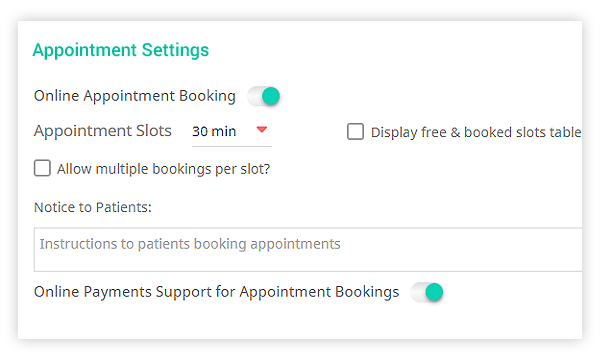 Appointment Settings
Online Appointment Booking
Appointment Slots 30 min Display free & booked slots table
Allow multiple bookings per slot?
Notice to Patients:
Instructions to patients booking appointments
Online Payments Support for Appointment Bookings